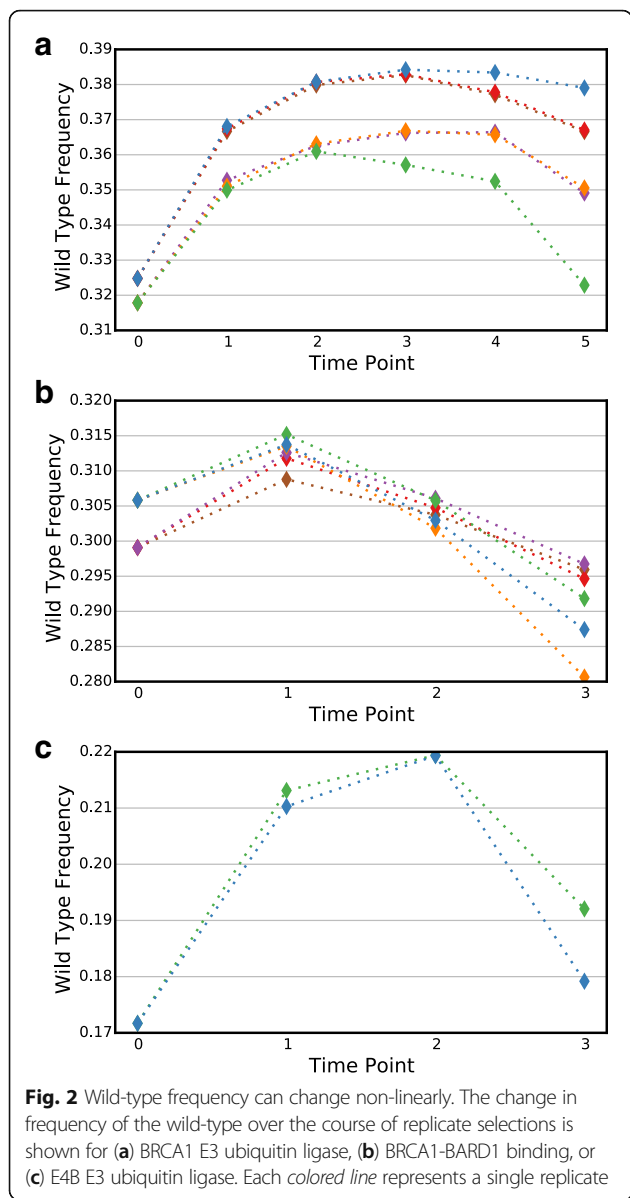 a
0.39
0.38
0.37
0.36
0.35
0.34
0.33
0.32
0.31
Wild Type Frequency
0 1 2 3 4 5
Time Point
b
0.320
0.315
0.310
0.305
0.300
0.295
0.290
0.285
0.280
Wild Type Frequency
0 1 2 3
Time Point
c
0.22
0.21
0.20
0.19
0.18
0.17
Wild Type Frequency
0 1 2 3
Time Point
Fig. 2 Wild-type frequency can change non-linearly. The change in
frequency of the wild-type over the course of replicate selections is
shown for (a) BRCA1 E3 ubiquitin ligase, (b) BRCA1-BARD1 binding, or
(c) E4B E3 ubiquitin ligase. Each colored line represents a single replicate